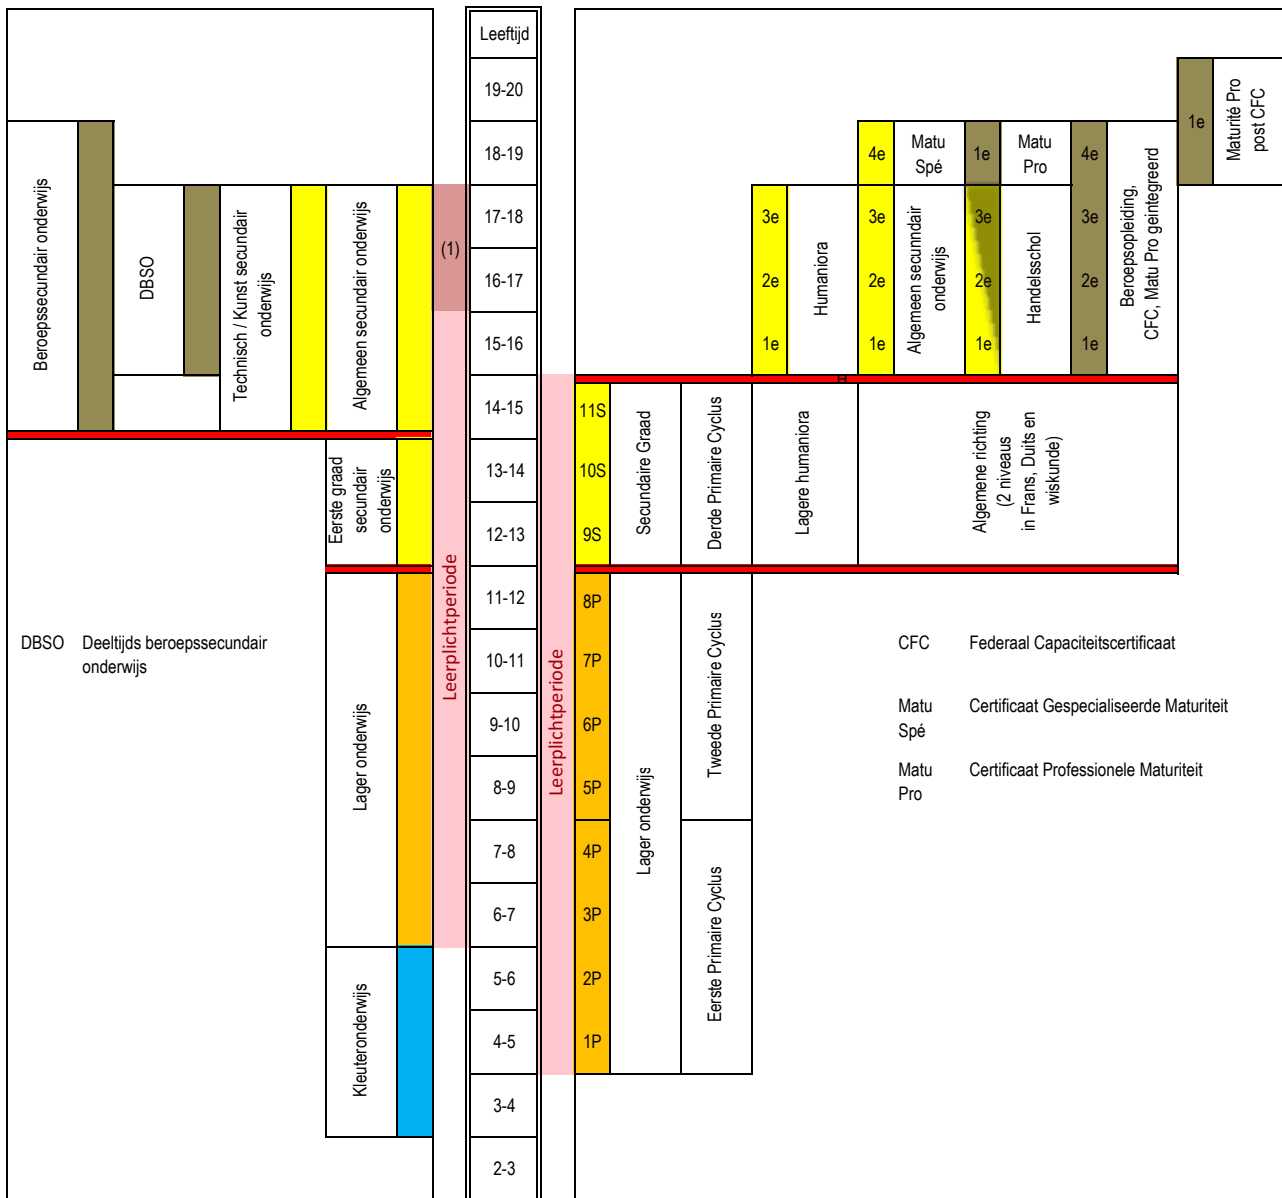 Leeftijd
19-20
18-19
17-18
16-17
15-16
14-15
13-14
12-13
11-12
10-11
9-10
8-9
7-8
6-7
5-6
4-5
3-4
2-3
Beroepssecundair onderwijs
DBSO
Technisch / Kunst secundair
onderwijs
Algemeen secundair onderwijs
(1)
Eerste graad
secundair
onderwijs
Lager onderwijs
Kleuteronderwijs
Leerplichtperiode
DBSO Deeltijds beroepssecundair
onderwijs
Leerplichtperiode
11S
10S
9S
8P
7P
6P
5P
4P
3P
2P
1P
Secundaire Graad
Lager onderwijs
Derde Primaire Cyclus
Tweede Primaire Cyclus
Eerste Primaire Cyclus
Lagere humaniora
Algemene richting
(2 niveaus
in Frans, Duits en
wiskunde)
3e
2e
1e
Humaniora
4e
3e
2e
1e
Matu
Spé
Algemeen secunndair
onderwijs
1e
3e
2e
1e
Matu
Pro
Handelsschol
4e
3e
2e
1e
Beroepsopleiding,
CFC, Matu Pro geintegreerd
1e
Maturité Pro
post CFC
CFC Federaal Capaciteitscertificaat
Matu Certificaat Gespecialiseerde Maturiteit
Spé
Matu Certificaat Professionele Maturiteit
Pro